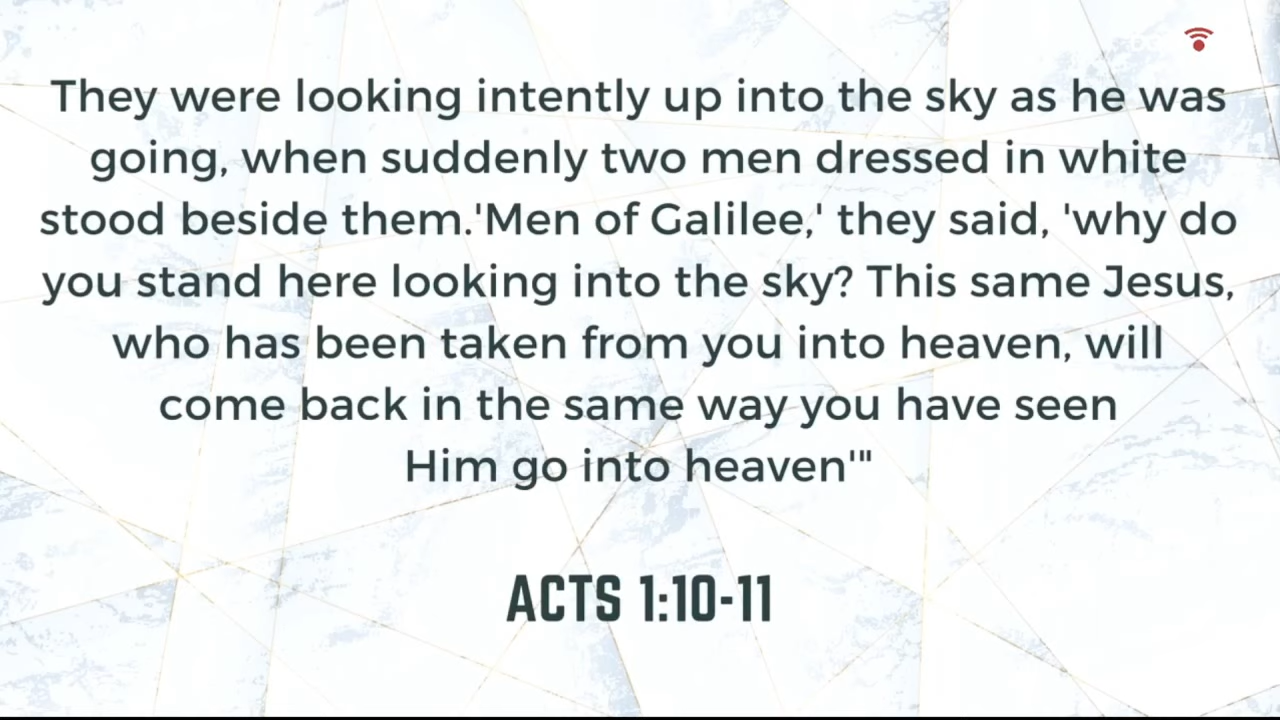 They were looking intently up into the sky as he was
going, when suddenly two men dressed in white
stood beside them.'Men of Galilee,' they said, 'why do
you stand here looking into the sky? This same Jesus,
who has been taken from you into heaven, will
come back in the same way you have seen
Him go into heaven'"
ACTS 1:10-11